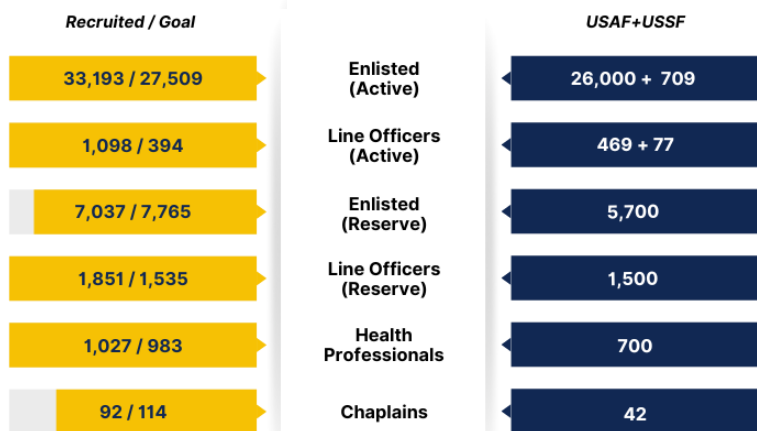 Recruited / Goal
USAF+USSF
33,193 / 27,509
Enlisted
(Active)
26,000 + 709
1,098 / 394
Line Officers
(Active)
469 + 77
7,037 / 7,765
Enlisted
(Reserve)
5,700
1,851 / 1,535
Line Officers
(Reserve)
1,500
1,027 / 983
Health
Professionals
700
92 / 114
Chaplains
42